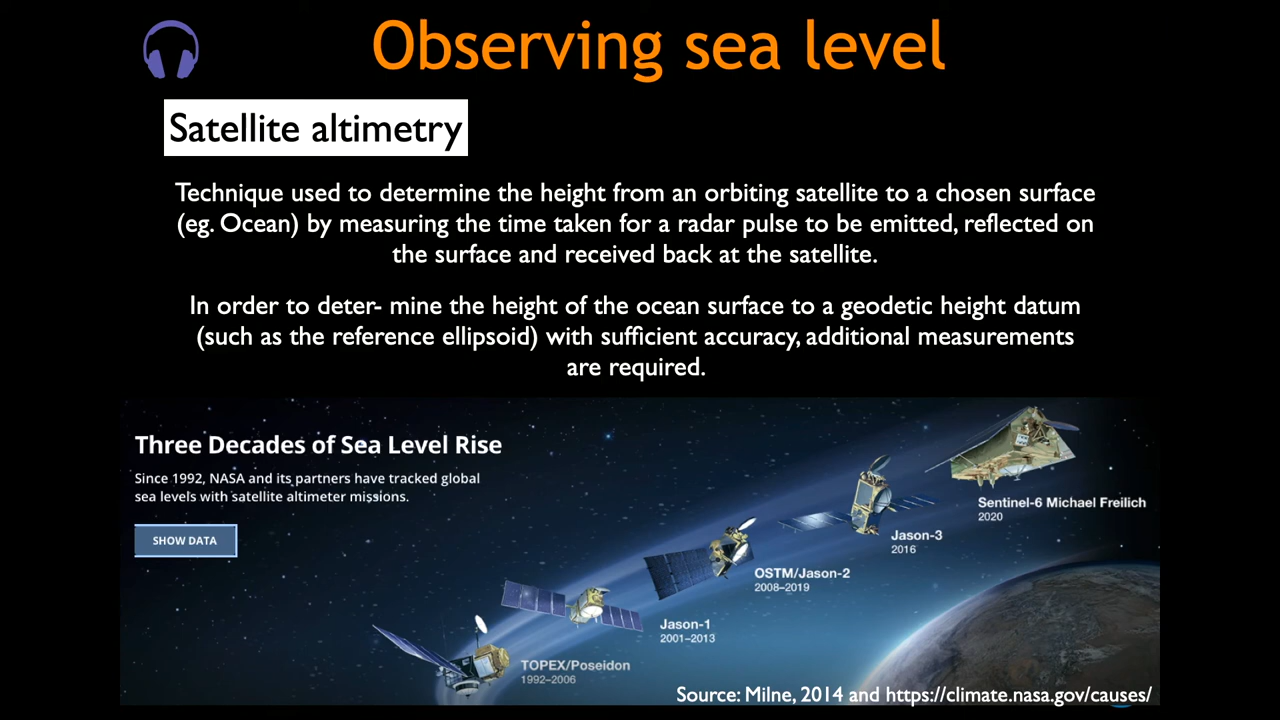 Observing sea level
Satellite altimetry
Technique used to determine the height from an orbiting satellite to a chosen surface
(eg. Ocean) by measuring the time taken for a radar pulse to be emitted, reflected on
the surface and received back at the satellite.
In order to deter- mine the height of the ocean surface to a geodetic height datum
(such as the reference ellipsoid) with sufficient accuracy, additional measurements
are required.
Three Decades of Sea Level Rise
Since 1992, NASA and its partners have tracked global
sea levels with satellite altimeter missions.
SHOW DATA
Sentinel-6 Michael Freilich
2020
Jason-3
2016
OSTM/Jason-2
2008–2019
Jason-1
2001–2013
TOPEX/Poseidon
1992–2006
Source: Milne, 2014 and https://climate.nasa.gov/causes/